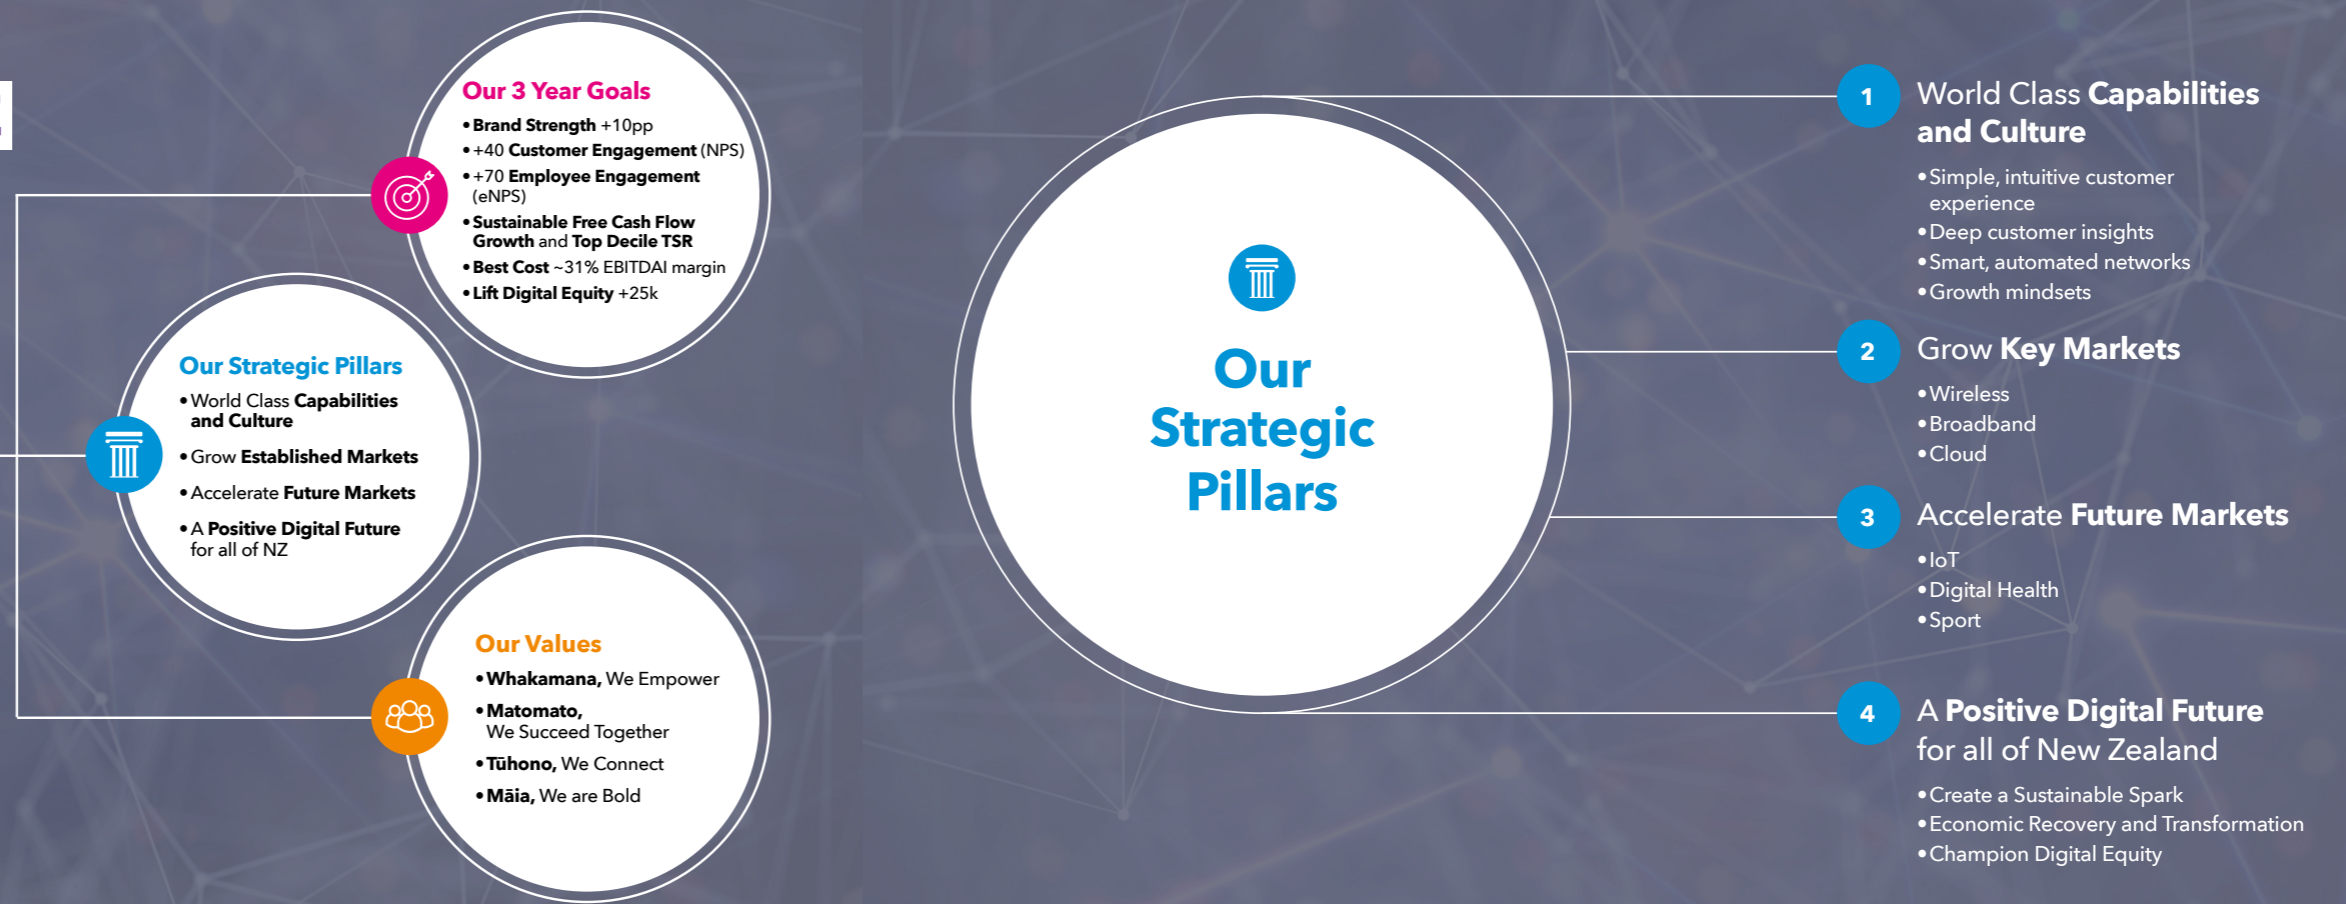 Our 3 Year Goals
• Brand Strength +10pp
• +40 Customer Engagement (NPS)
• +70 Employee Engagement
(eNPS)
• Sustainable Free Cash Flow
Growth and Top Decile TSR
• Best Cost ~31% EBITDAI margin
• Lift Digital Equity +25k
Our Strategic Pillars
• World Class Capabilities
and Culture
• Grow Established Markets
• Accelerate Future Markets
• A Positive Digital Future
for all of NZ
Our Values
• Whakamana, We Empower
• Matomato,
We Succeed Together
• Tūhono, We Connect
• Māia, We are Bold
Our
Strategic
Pillars
1 World Class Capabilities
and Culture
• Simple, intuitive customer
experience
• Deep customer insights
• Smart, automated networks
• Growth mindsets
2 Grow Key Markets
• Wireless
• Broadband
• Cloud
3 Accelerate Future Markets
• IoT
• Digital Health
• Sport
4 A Positive Digital Future
for all of New Zealand
• Create a Sustainable Spark
• Economic Recovery and Transformation
• Champion Digital Equity